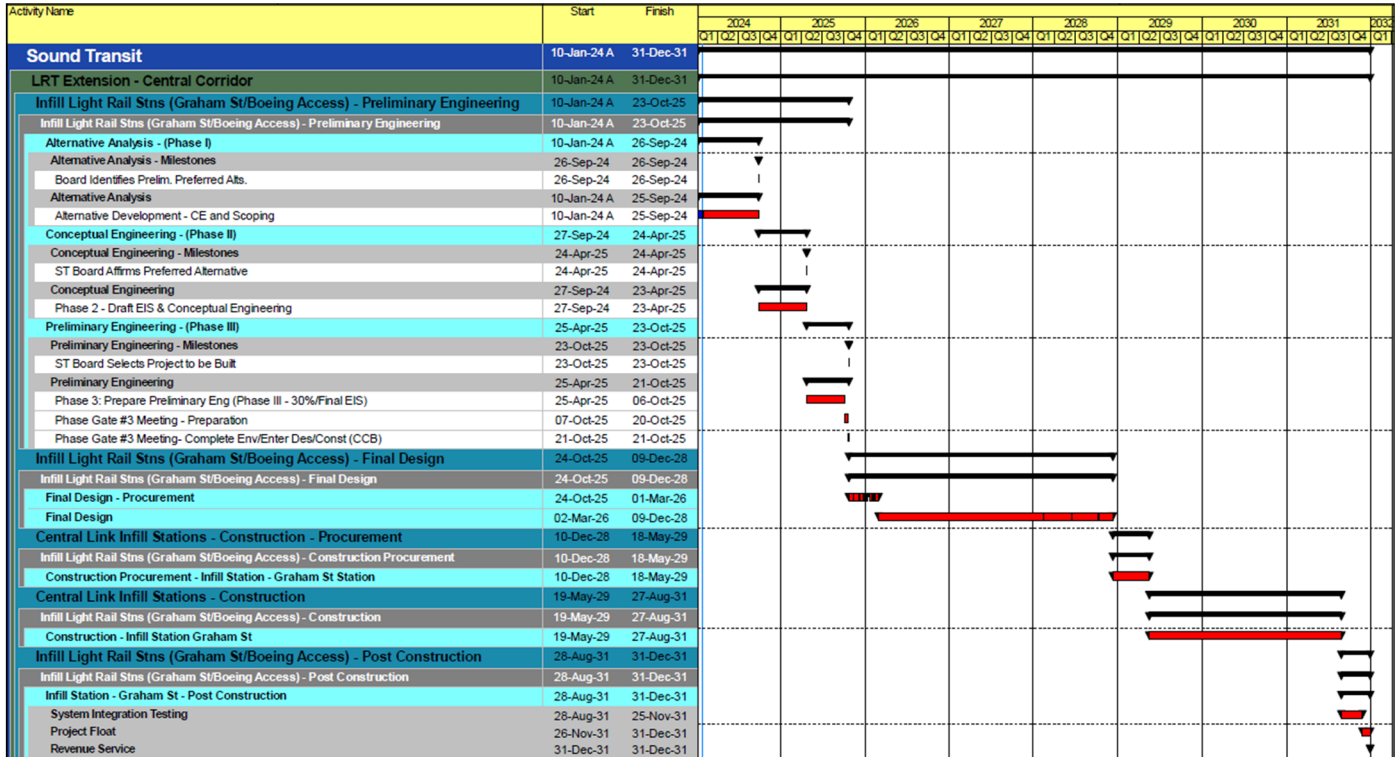 Activity Name Start Finish
2024 2025 2026 2027 2028 2029 2030 2031 2032
Q1 Q2 Q3 Q4 Q1 Q2 Q3 Q4 Q1 Q2 Q3 Q4 Q1 Q2 Q3 Q4 Q1 Q2 Q3 Q4 Q1 Q2 Q3 Q4 Q1 Q2 Q3 Q4 Q1 Q2 Q3 Q4 Q1
Sound Transit 10-Jan-24 A 31-Dec-31
LRT Extension - Central Corridor 10-Jan-24 A 31-Dec-31
Infill Light Rail Stns (Graham St/Boeing Access) - Preliminary Engineering 10-Jan-24 A 23-Oct-25
Infill Light Rail Stns (Graham St/Boeing Access) - Preliminary Engineering 10-Jan-24 A 23-Oct-25
Alternative Analysis - (Phase I) 10-Jan-24 A 26-Sep-24
Alternative Analysis - Milestones 26-Sep-24 26-Sep-24
Board Identifies Prelim. Preferred Alts. 26-Sep-24 26-Sep-24
Alternative Analysis 10-Jan-24 A 25-Sep-24
Alternative Development - CE and Scoping 10-Jan-24 A 25-Sep-24
Conceptual Engineering - (Phase II) 27-Sep-24 24-Apr-25
Conceptual Engineering - Milestones 24-Apr-25 24-Apr-25
ST Board Affirms Preferred Alternative 24-Apr-25 24-Apr-25
Conceptual Engineering 27-Sep-24 23-Apr-25
Phase 2 - Draft EIS & Conceptual Engineering 27-Sep-24 23-Apr-25
Preliminary Engineering - (Phase III) 25-Apr-25 23-Oct-25
Preliminary Engineering - Milestones 23-Oct-25 23-Oct-25
ST Board Selects Project to be Built 23-Oct-25 23-Oct-25
Preliminary Engineering 25-Apr-25 21-Oct-25
Phase 3: Prepare Preliminary Eng (Phase III - 30%/Final EIS) 25-Apr-25 06-Oct-25
Phase Gate #3 Meeting - Preparation 07-Oct-25 20-Oct-25
Phase Gate #3 Meeting- Complete Env/Enter Des/Const (CCB) 21-Oct-25 21-Oct-25
Infill Light Rail Stns (Graham St/Boeing Access) - Final Design 24-Oct-25 09-Dec-28
Infill Light Rail Stns (Graham St/Boeing Access) - Final Design 24-Oct-25 09-Dec-28
Final Design - Procurement 24-Oct-25 01-Mar-26
Final Design 02-Mar-26 09-Dec-28
Central Link Infill Stations - Construction - Procurement 10-Dec-28 18-May-29
Infill Light Rail Stns (Graham St/Boeing Access) - Construction Procurement 10-Dec-28 18-May-29
Construction Procurement - Infill Station - Graham St Station 10-Dec-28 18-May-29
Central Link Infill Stations - Construction 19-May-29 27-Aug-31
Infill Light Rail Stns (Graham St/Boeing Access) - Construction 19-May-29 27-Aug-31
Construction - Infill Station Graham St 19-May-29 27-Aug-31
Infill Light Rail Stns (Graham St/Boeing Access) - Post Construction 28-Aug-31 31-Dec-31
Infill Light Rail Stns (Graham St/Boeing Access) - Post Construction 28-Aug-31 31-Dec-31
Infill Station - Graham St - Post Construction 28-Aug-31 31-Dec-31
System Integration Testing 28-Aug-31 25-Nov-31
Project Float 26-Nov-31 31-Dec-31
Revenue Service 31-Dec-31 31-Dec-31